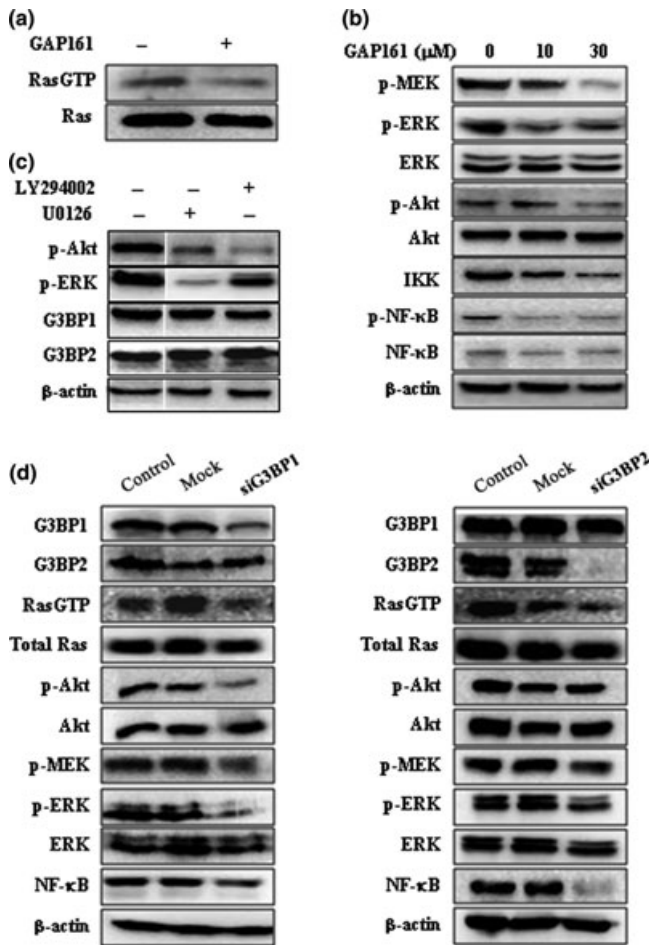 (a)
GAP161 – +
RasGTP
Ras
(b)
GAP161 (μM) 0 10 30
p-MEK
p-ERK
ERK
p-Akt
Akt
IKK
p-NF-κB
NF-κB
β-actin
(c)
LY294002 – – +
U0126 – + –
p-Akt
p-ERK
G3BP1
G3BP2
β-actin
(d)
Control Mock siG3BP1
G3BP1
G3BP2
RasGTP
Total Ras
p-Akt
Akt
p-MEK
p-ERK
ERK
NF-κB
β-actin
Control Mock siG3BP2
G3BP1
G3BP2
RasGTP
Total Ras
p-Akt
Akt
p-MEK
p-ERK
ERK
NF-κB
β-actin